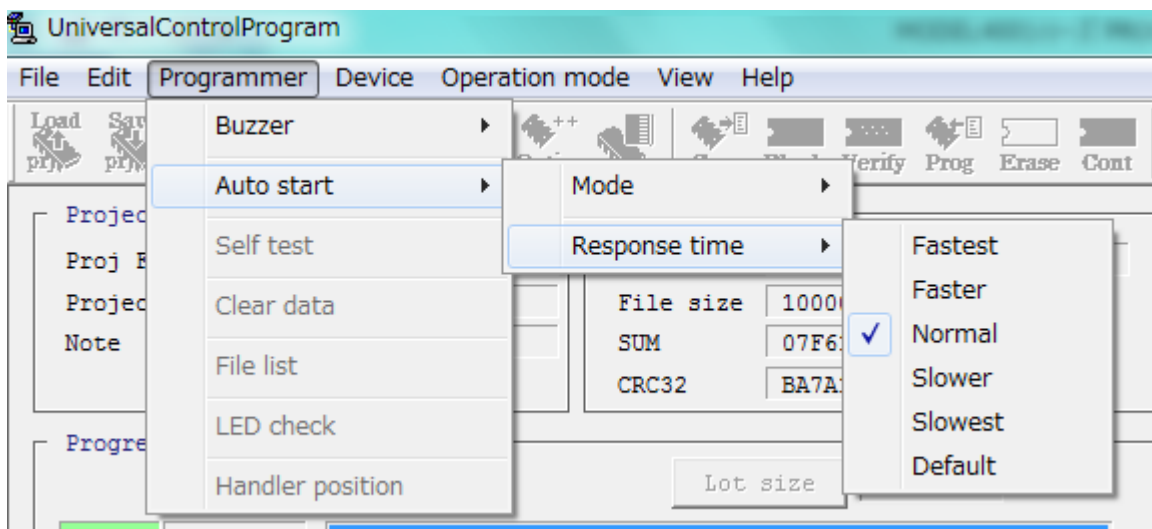 UniversalControlProgram
File Edit Programmer Device Operation mode View Help
Load Verify Prog Erase Cont
Buzzer
Auto start
Mode
Self test
Response time
Fastest
Clear data
File size
Faster
Note
SUM
Normal
File list
CRC32
Slower
LED check
Slowest
Handler position
Lot size
Default